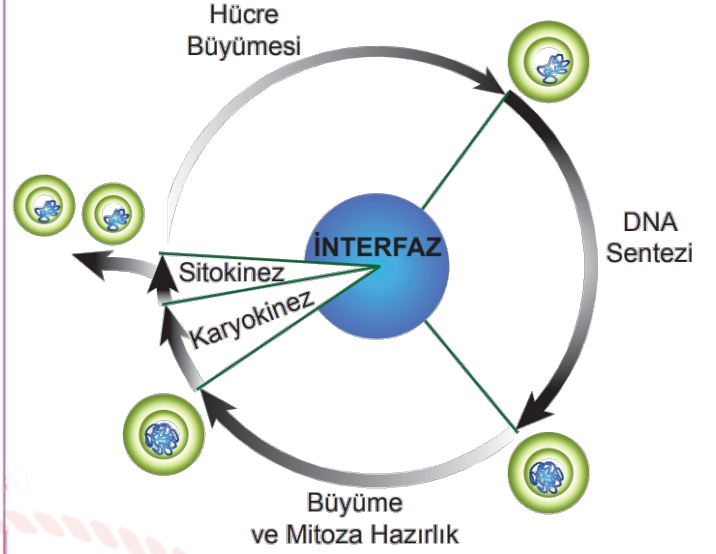 Hücre
Büyümesi
DNA
Sentezi
İNTERFAZ
Sitokinez
Karyokinez
Büyüme
ve Mitoza Hazırlık